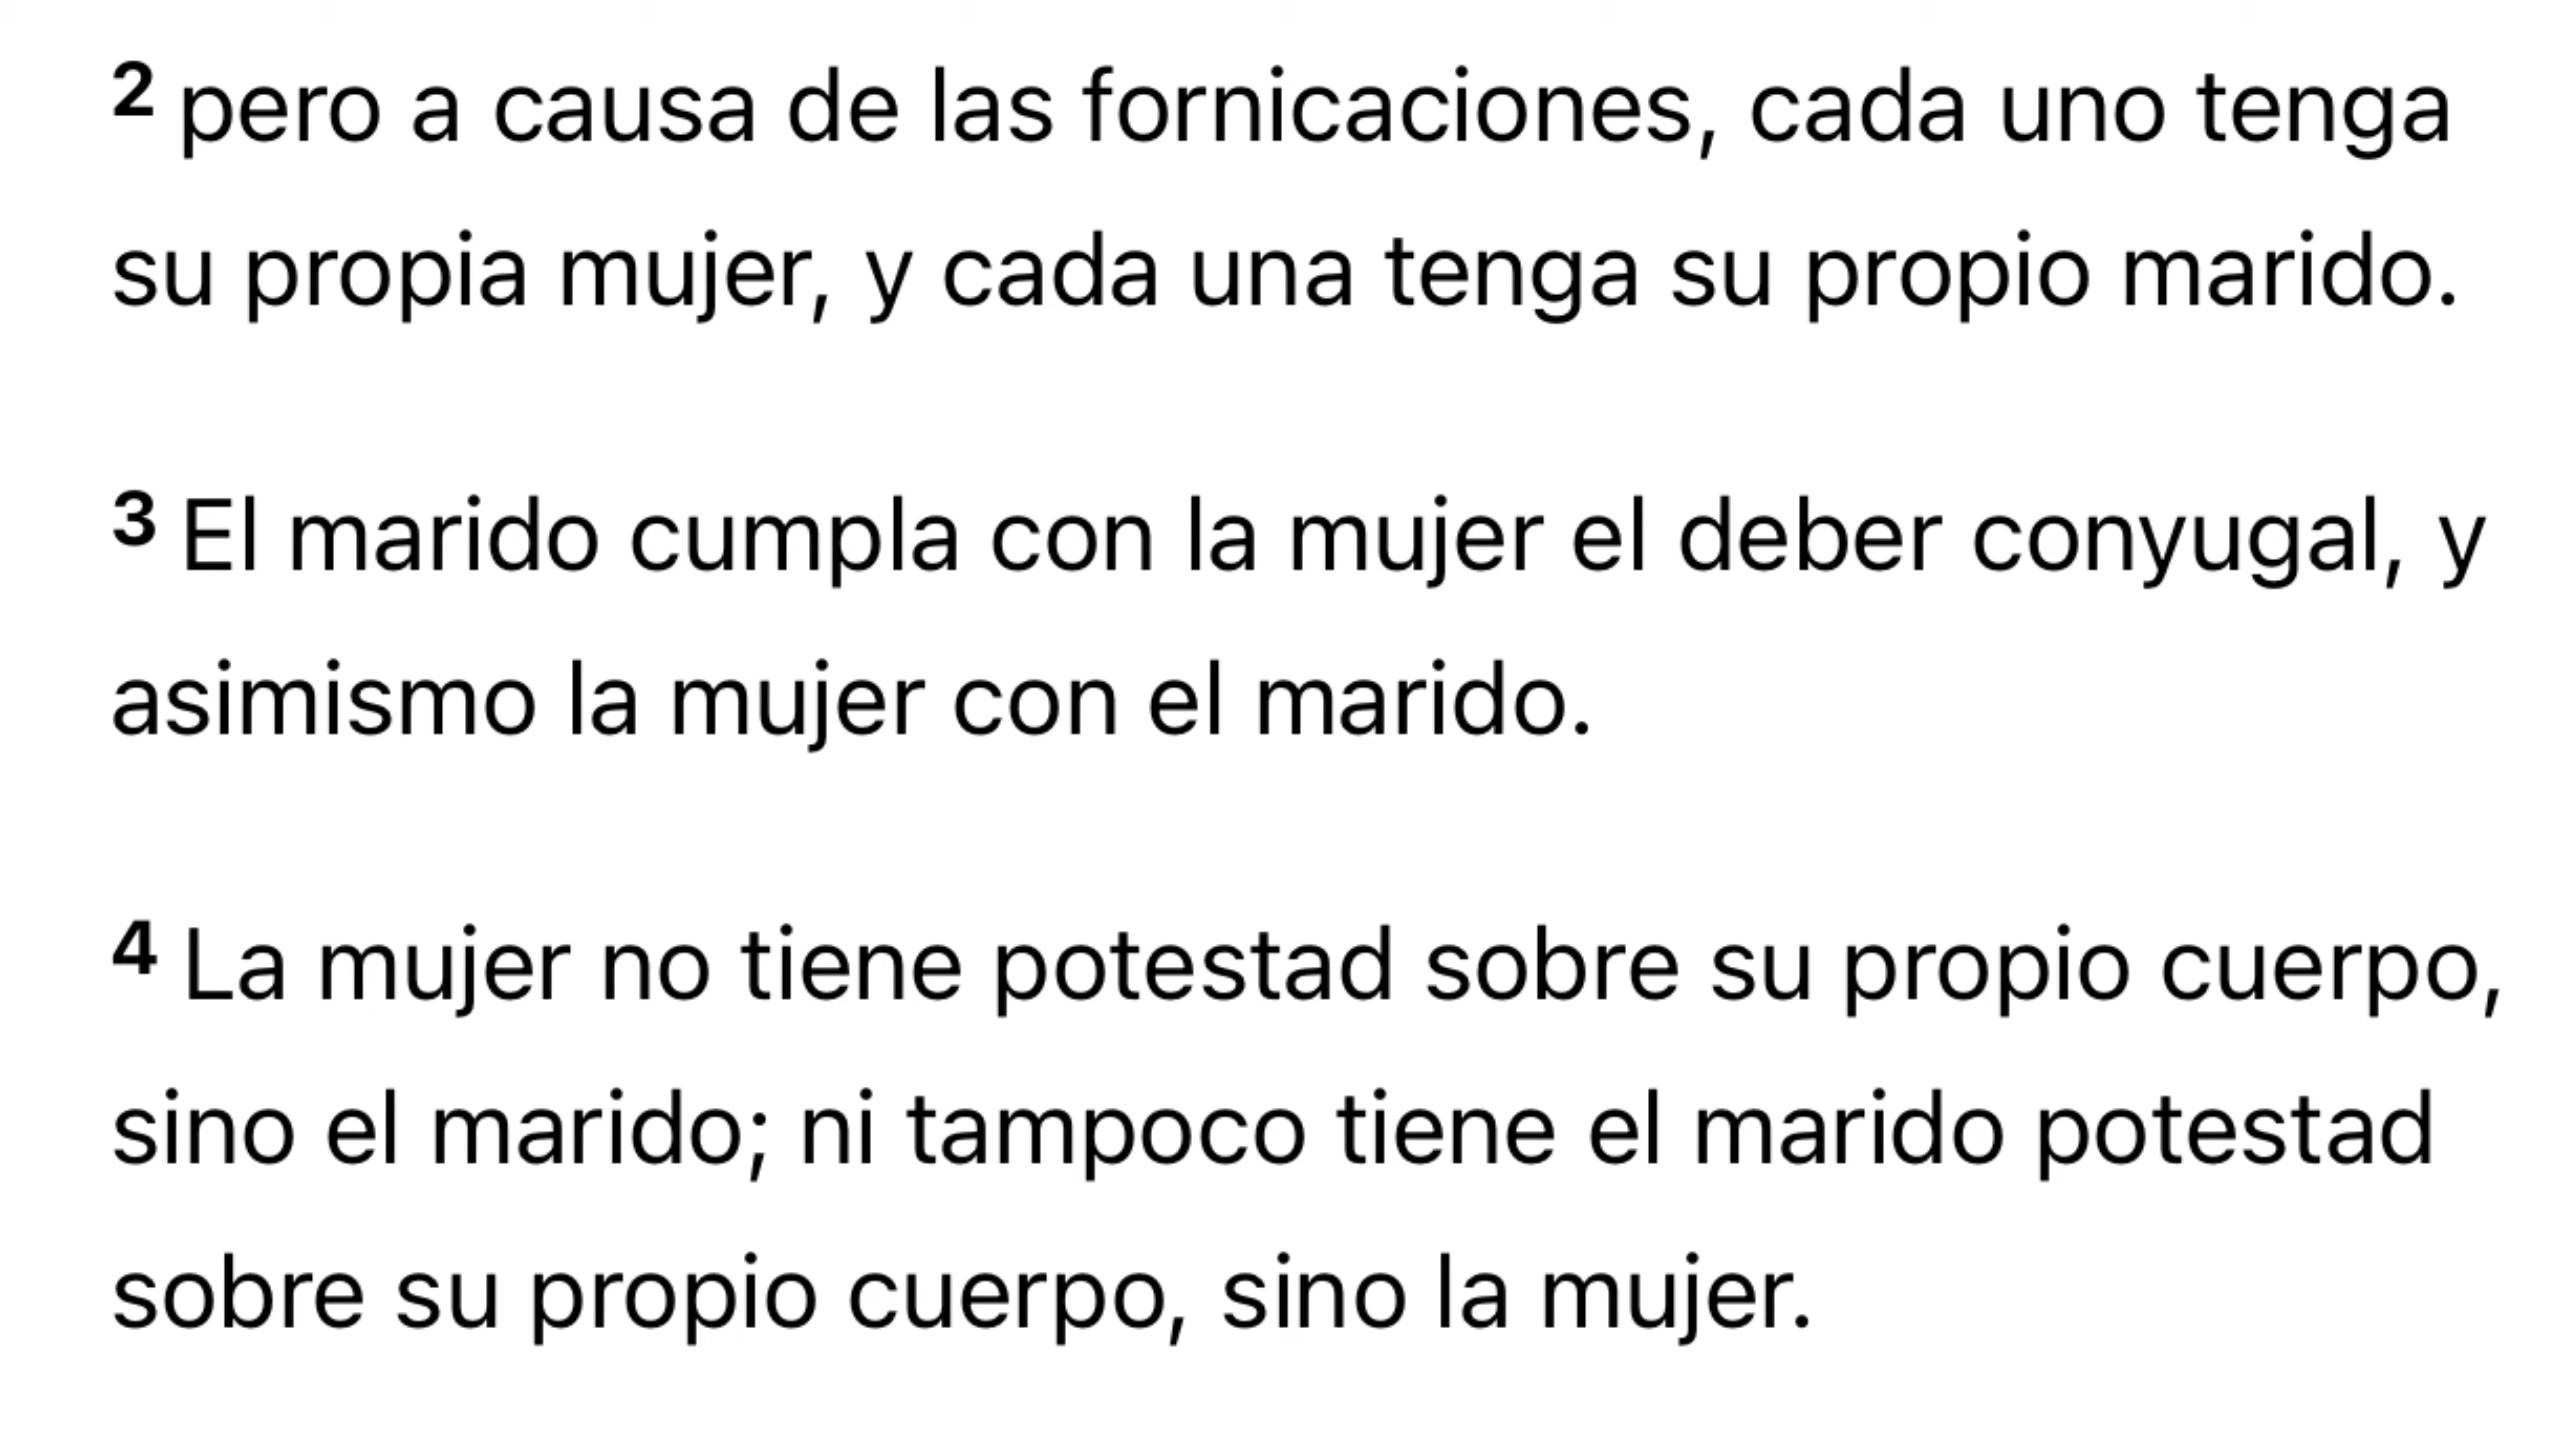 2 pero a causa de las fornicaciones, cada uno tenga
su propia mujer, y cada una tenga su propio marido.
3 El marido cumpla con la mujer el deber conyugal, y
asimismo la mujer con el marido.
4 La mujer no tiene potestad sobre su propio cuerpo,
sino el marido; ni tampoco tiene el marido potestad
sobre su propio cuerpo, sino la mujer.